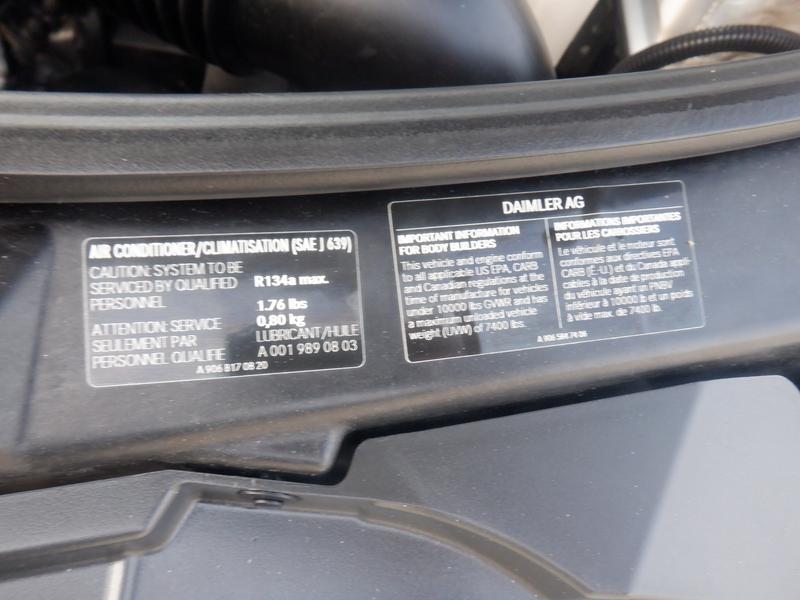 AIR CONDITIONER/CLIMATISATION (SAE J 639)
CAUTION: SYSTEM TO BE
SERVICED BY QUALIFIED
PERSONNEL
ATTENTION: SERVICE
SEULEMENT PAR
PERSONNEL QUALIFIE
R134a max.
1.76 lbs
0,80 kg
LUBRICANT/HUILE
A 001 989 08 03
A 906 817 08 20
DAIMLER AG
IMPORTANT INFORMATION
FOR BODY BUILDERS
This vehicle and engine conform
to all applicable US EPA, CARB
and Canadian regulations at the
time of manufacture for vehicles
under 10000 lbs GVWR and has
a maximum unloaded vehicle
weight (UVW) of 7400 lbs.
INFORMATIONS IMPORTANTES
POUR LES CARROSSIERS
Le véhicule et le moteur sont
conformes aux directives EPA,
CARB (É.-U.) et du Canada appli-
cables à la date de production
du véhicule ayant un PNBV
inférieur à 10000 lb et un poids
à vide max. de 7400 lb.
A 906 584 74 06